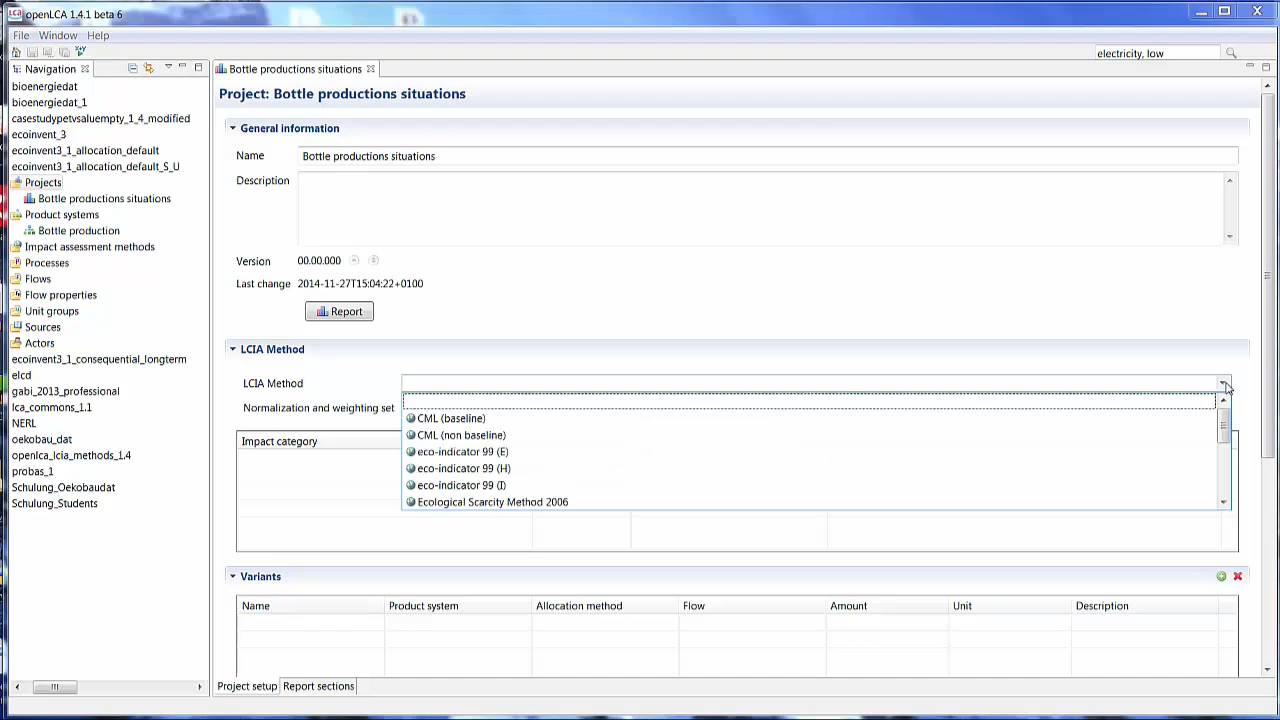 LCA openLCA 1.4.1 beta 6
File Window Help
electricity, low
Navigation
bioenergiedat
bioenergiedat_1
casestudypetvsaluempty_1_4_modified
ecoinvent_3
ecoinvent3_1_allocation_default
ecoinvent3_1_allocation_default_S_U
Projects
Bottle productions situations
Product systems
Bottle production
Impact assessment methods
Processes
Flows
Flow properties
Unit groups
Sources
Actors
ecoinvent3_1_consequential_longterm
elcd
gabi_2013_professional
lca_commons_1.1
NERL
oekobau_dat
openlca_lcia_methods_1.4
probas_1
Schulung_Oekobaudat
Schulung_Students
Bottle productions situations
Project: Bottle productions situations
General information
Name Bottle productions situations
Description
Version 00.00.000
Last change 2014-11-27T15:04:22+0100
Report
LCIA Method
LCIA Method
Normalization and weighting set
CML (baseline)
CML (non baseline)
eco-indicator 99 (E)
eco-indicator 99 (H)
eco-indicator 99 (I)
Ecological Scarcity Method 2006
Impact category
Variants
Name Product system Allocation method Flow Amount Unit Description
Project setup Report sections